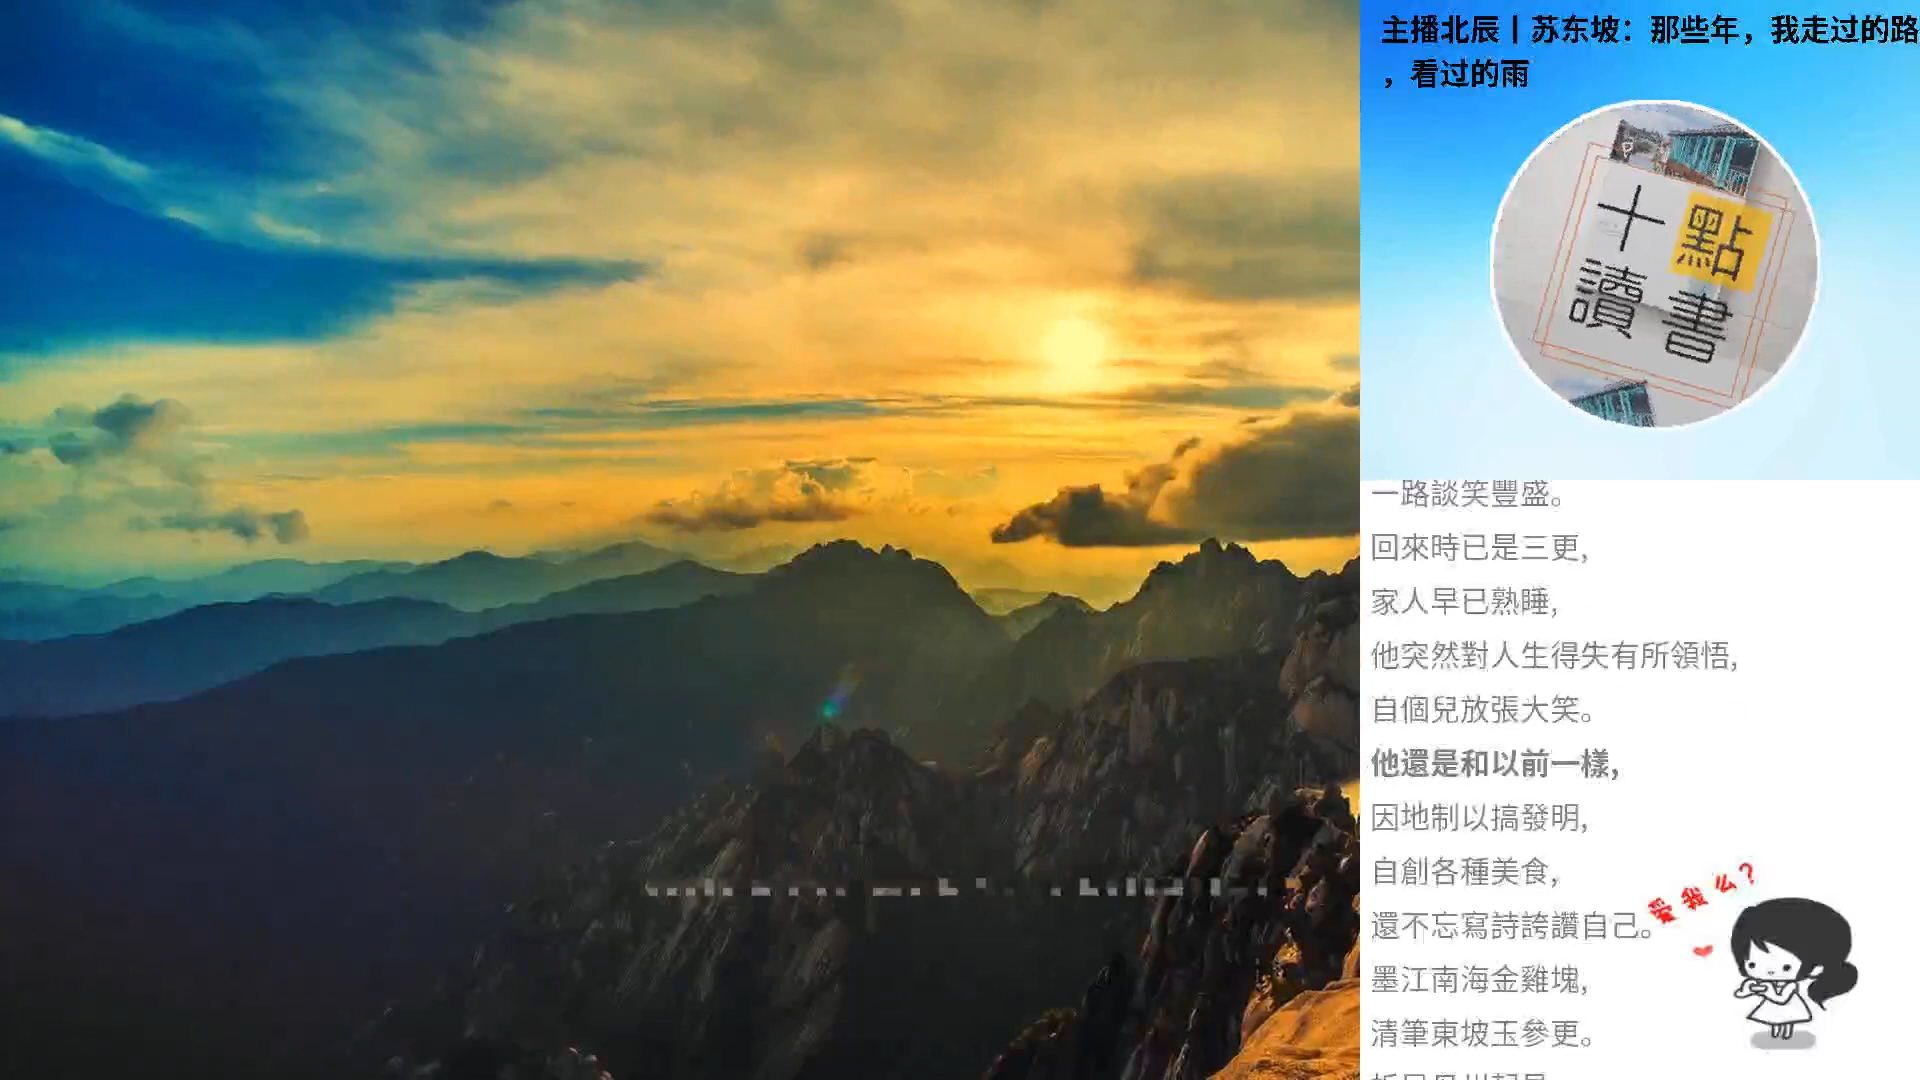 主播北辰丨苏东坡：那些年，我走过的路
，看过的雨
十點
讀書
一路談笑豐盛。
回來時已是三更,
家人早已熟睡,
他突然對人生得失有所領悟,
自個兒放張大笑。
他還是和以前一樣,
因地制以搞發明,
自創各種美食,
還不忘寫詩誇讚自己。
愛我么？
墨江南海金雞塊,
清筆東坡玉參更。